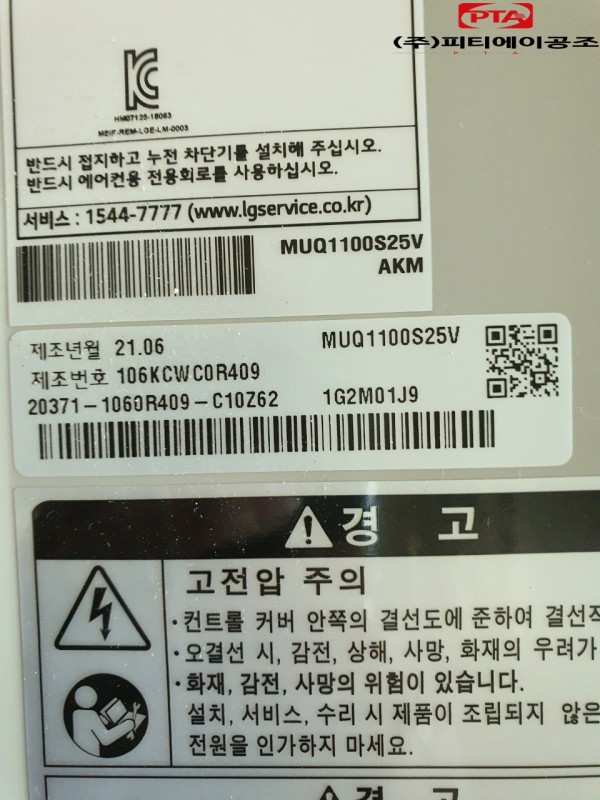 PTA
(주)피티에이공조
P T A
HM07125-18063
MEIF-REM-LGE-LM-0003
반드시 접지하고 누전 차단기를 설치해 주십시오.
반드시 에어컨용 전용회로를 사용하십시오.
서비스 : 1544-7777 (www.lgservice.co.kr)
MUQ1100S25V
AKM
제조년월 21.06
MUQ1100S25V
제조번호 106KCWC0R409
20371-1060R409-C10Z62 1G2M01J9
경 고
고전압 주의
· 컨트롤 커버 안쪽의 결선도에 준하여 결선작
· 오결선 시, 감전, 상해, 사망, 화재의 우려가
· 화재, 감전, 사망의 위험이 있습니다.
설치, 서비스, 수리 시 제품이 조립되지 않은
전원을 인가하지 마세요.
경 고